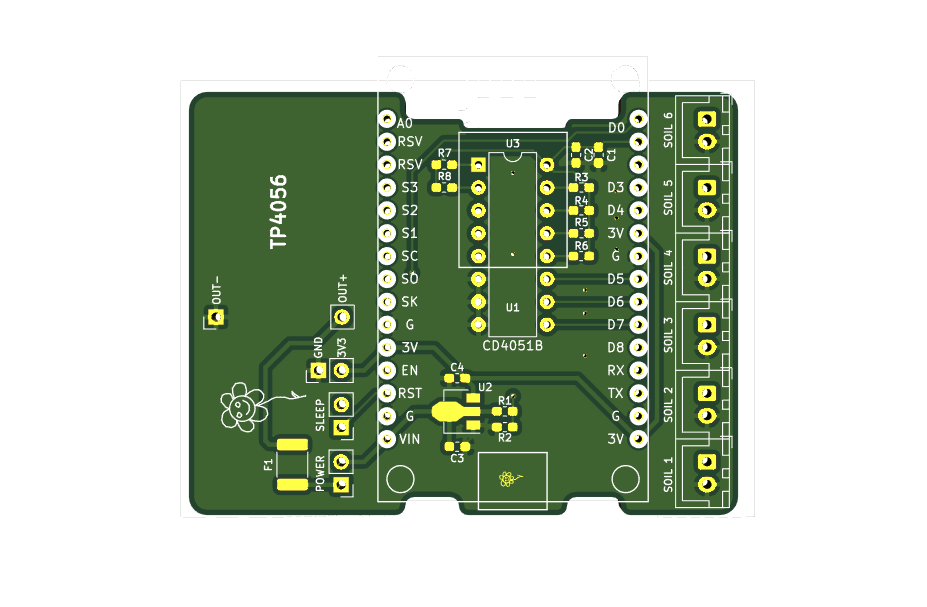 TP4056
OUT-
OUT+
GND
3V3
SLEEP
POWER
F1
A0
RSV
RSV
S3
S2
S1
SC
SO
SK
G
3V
EN
RST
G
VIN
R7
R8
U3
U1
CD4051B
C2
C1
R3
R4
R5
R6
C4
U2
R1
R2
C3
D0
D3
D4
3V
G
D5
D6
D7
D8
RX
TX
G
3V
SOIL 6
SOIL 5
SOIL 4
SOIL 3
SOIL 2
SOIL 1